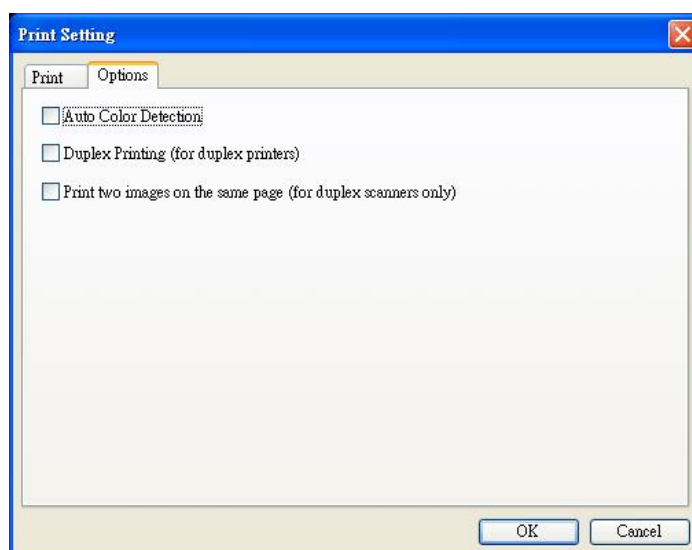 Print Setting
Print Options
Auto Color Detection
Duplex Printing (for duplex printers)
Print two images on the same page (for duplex scanners only)
OK Cancel